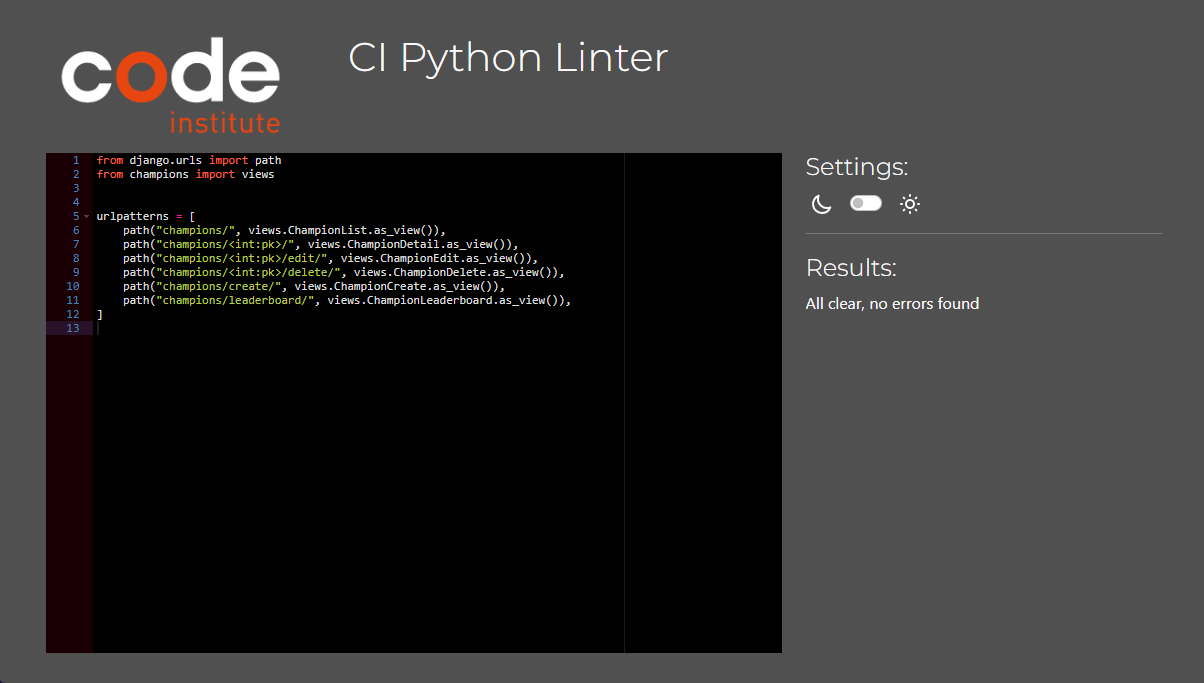 code
institute
CI Python Linter
1 from django.urls import path
2 from champions import views
3
4
5 urlpatterns = [
6     path("champions/", views.ChampionList.as_view()),
7     path("champions/<int:pk>/", views.ChampionDetail.as_view()),
8     path("champions/<int:pk>/edit/", views.ChampionEdit.as_view()),
9     path("champions/<int:pk>/delete/", views.ChampionDelete.as_view()),
10     path("champions/create/", views.ChampionCreate.as_view()),
11     path("champions/leaderboard/", views.ChampionLeaderboard.as_view()),
12 ]
13
Settings:
Results:
All clear, no errors found